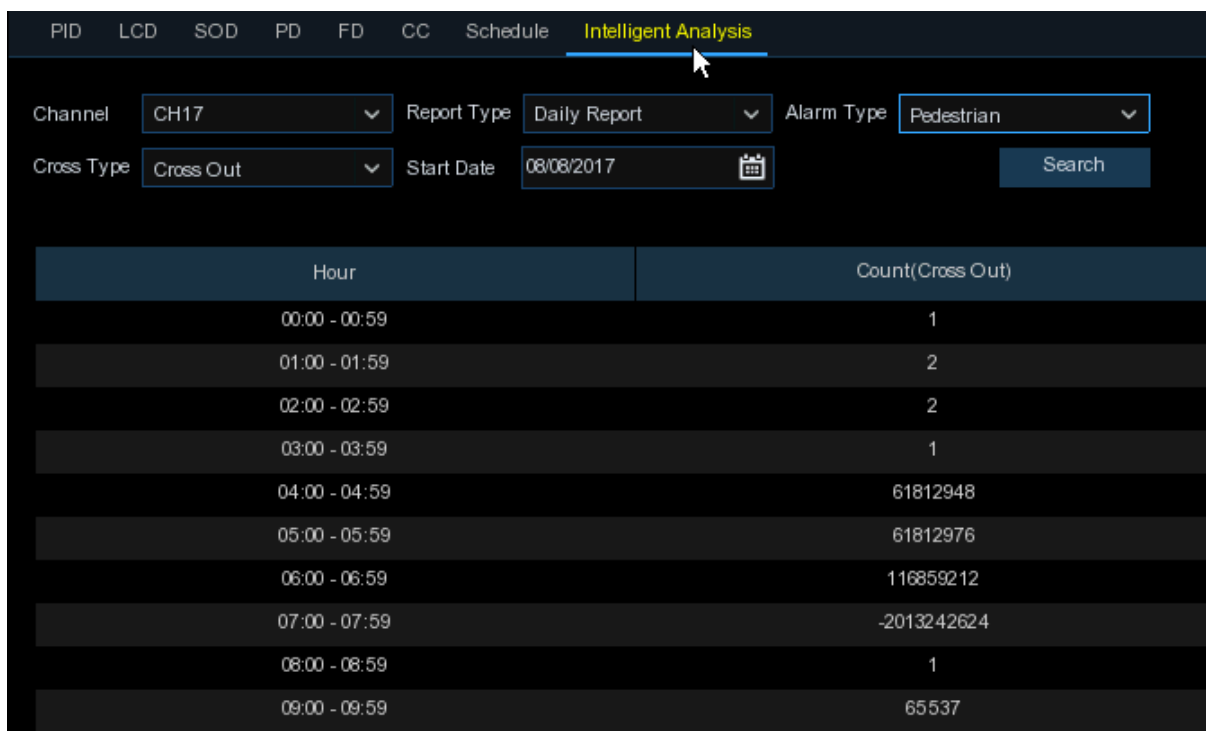 PID LCD SOD PD FD CC Schedule Intelligent Analysis
Channel CH17 Report Type Daily Report Alarm Type Pedestrian
Cross Type Cross Out Start Date 08/08/2017 Search
Hour Count(Cross Out)
00:00 - 00:59 1
01:00 - 01:59 2
02:00 - 02:59 2
03:00 - 03:59 1
04:00 - 04:59 61812948
05:00 - 05:59 61812976
06:00 - 06:59 116859212
07:00 - 07:59 -2013242624
08:00 - 08:59 1
09:00 - 09:59 65537